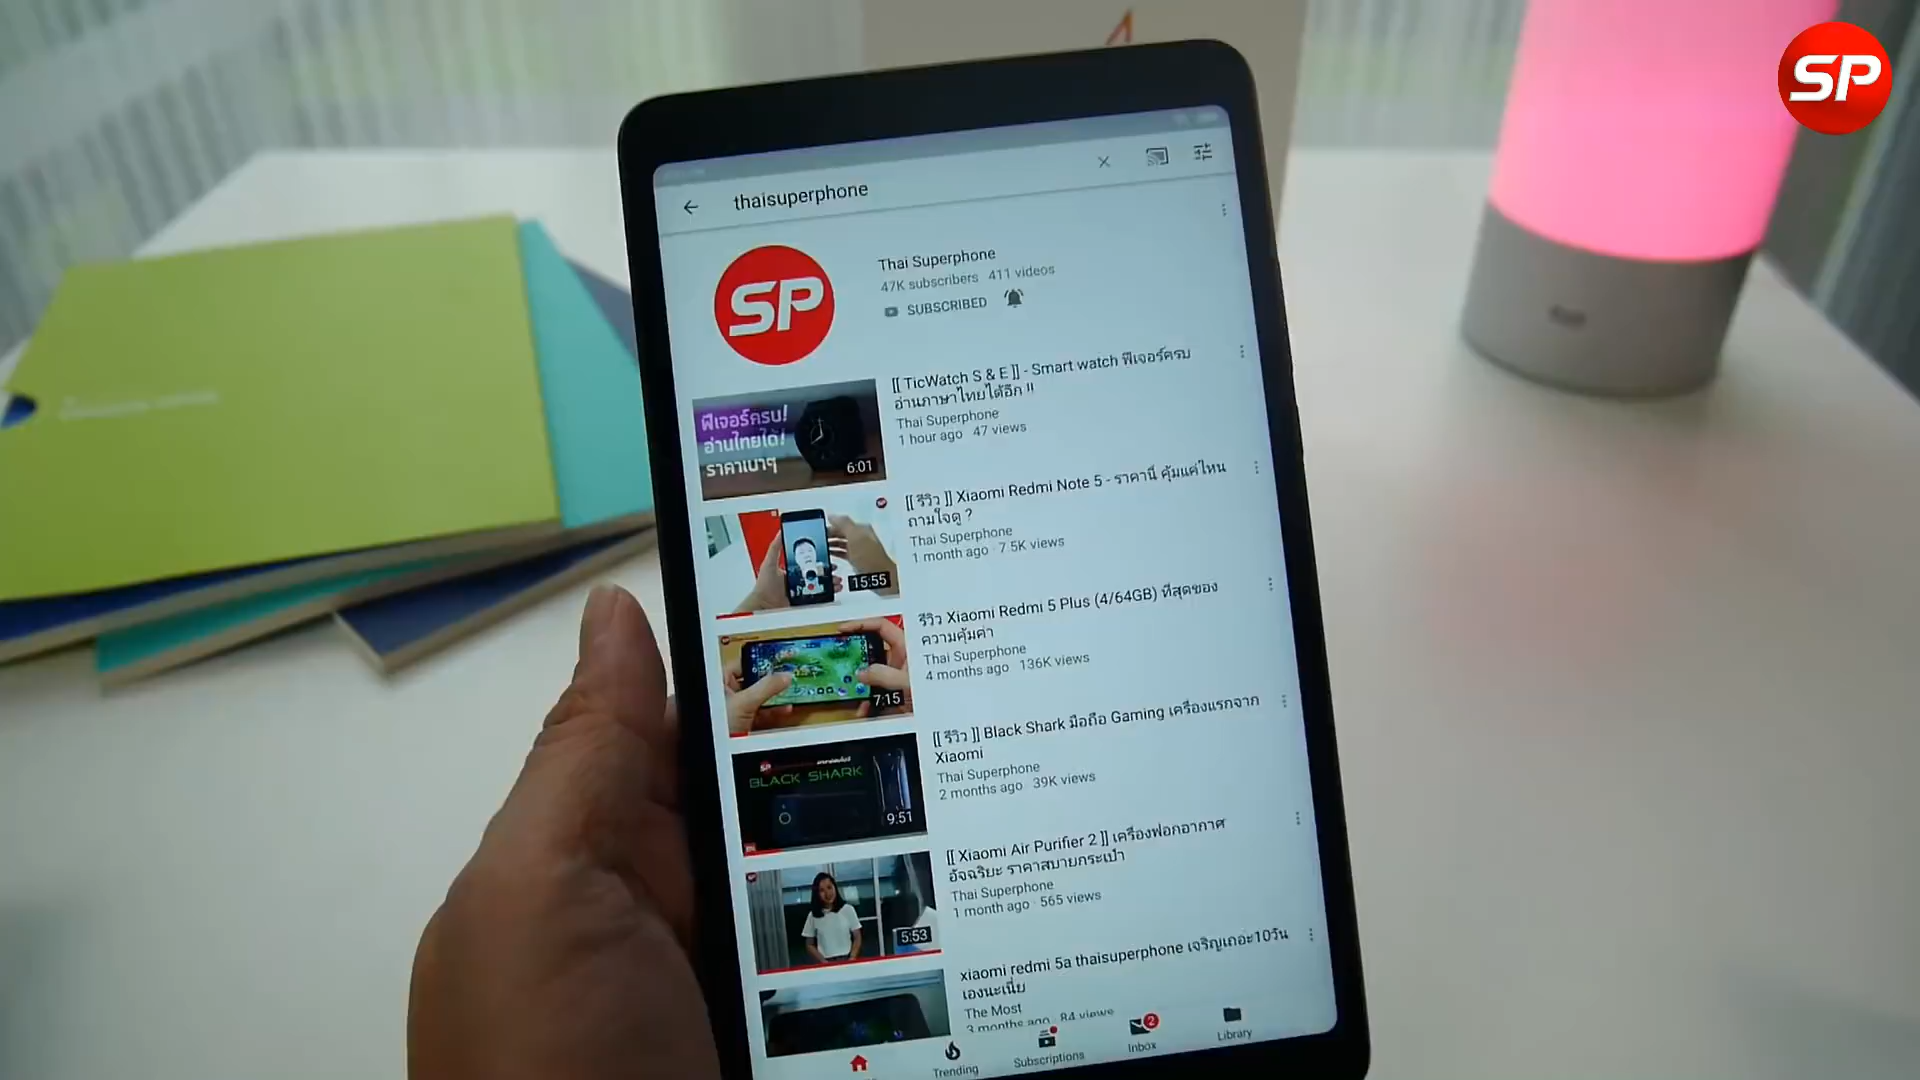 SP
thaisuperphone
SP
Thai Superphone
47K subscribers 411 videos
SUBSCRIBED
[[ TicWatch S & E ]] - Smart watch ฟีเจอร์ครบ
อ่านภาษาไทยได้อีก !!
Thai Superphone
1 hour ago 47 views
ฟีเจอร์ครบ!
อ่านไทยได้!
ราคาเบาๆ
6:01
[[ รีวิว ]] Xiaomi Redmi Note 5 - ราคานี้ คุ้มแค่ไหน
ถามใจดู ?
Thai Superphone
1 month ago · 7.5K views
15:55
รีวิว Xiaomi Redmi 5 Plus (4/64GB) ที่สุดของ
ความคุ้มค่า
Thai Superphone
4 months ago 136K views
7:15
[[ รีวิว ]] Black Shark มือถือ Gaming เครื่องแรกจาก
Xiaomi
Thai Superphone
2 months ago 39K views
BLACK SHARK
9:51
[[ Xiaomi Air Purifier 2 ]] เครื่องฟอกอากาศ
อัจฉริยะ ราคาสบายกระเป๋า
Thai Superphone
1 month ago · 565 views
5:53
xiaomi redmi 5a thaisuperphone เจริญเถอะ10วัน
เองนะเนี่ย
The Most
3 months ago · 84 views
Trending
Subscriptions
2
Inbox
Library